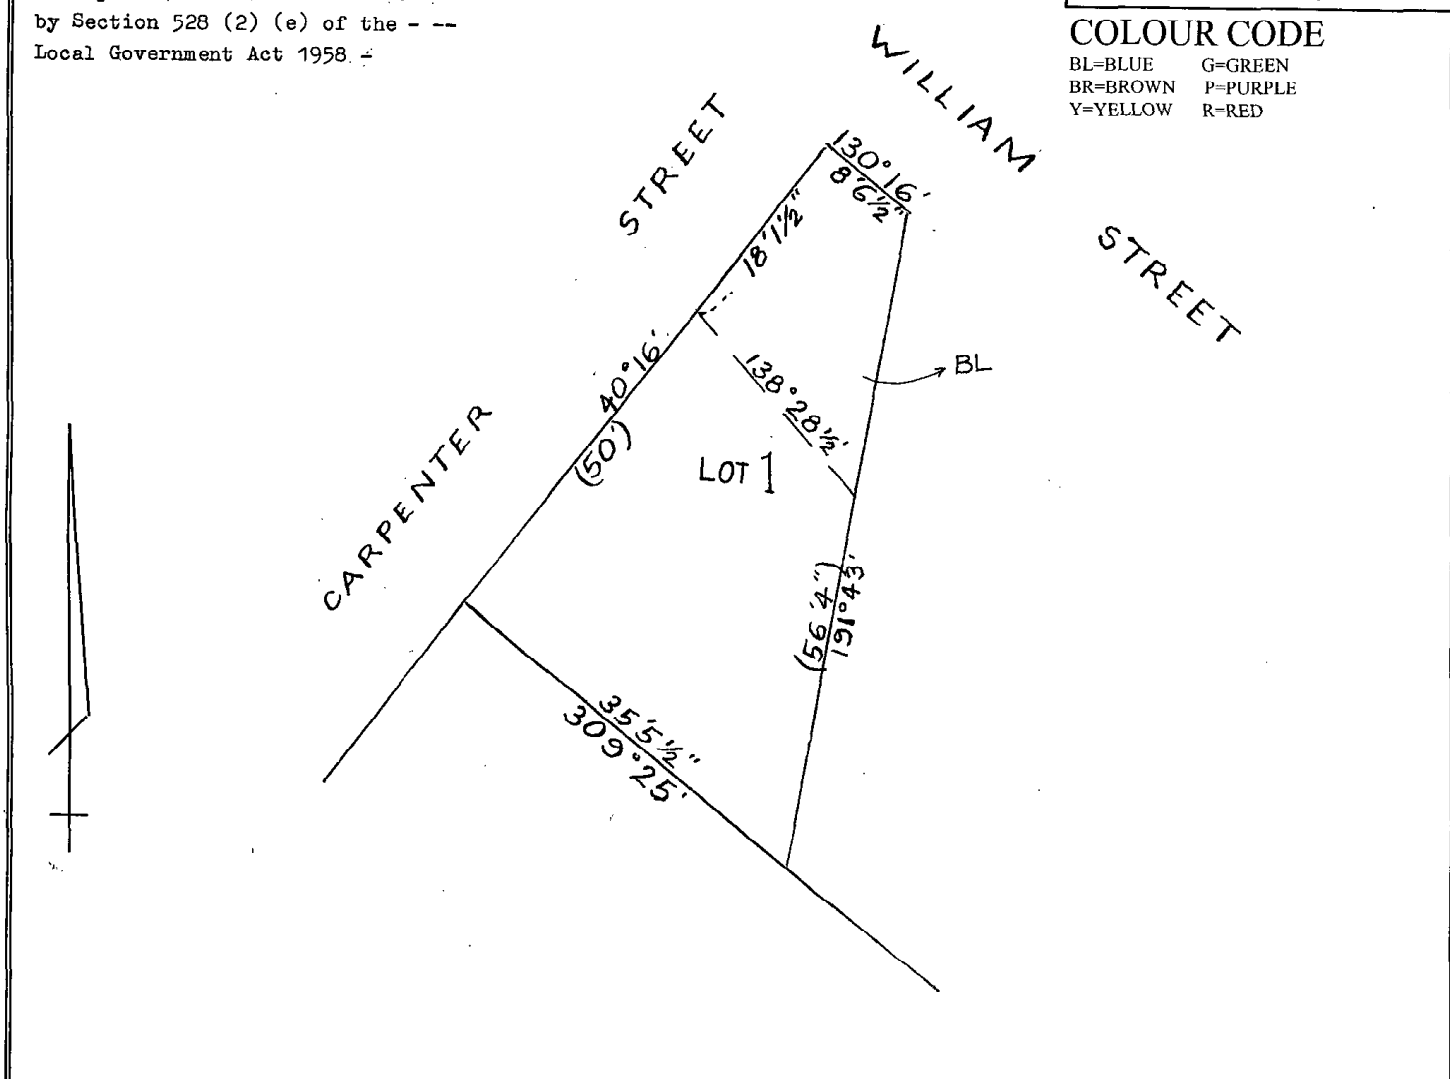 by Section 528 (2) (e) of the - --
Local Government Act 1958. -
COLOUR CODE
BL=BLUE G=GREEN
BR=BROWN P=PURPLE
Y=YELLOW R=RED
WILLIAM
STREET
CARPENTER
STREET
130°16'
8'6½"
18'1½"
40°16'
(50')
138°28½'
BL
LOT 1
(56'4")
191°43'
35'5½"
309°25'